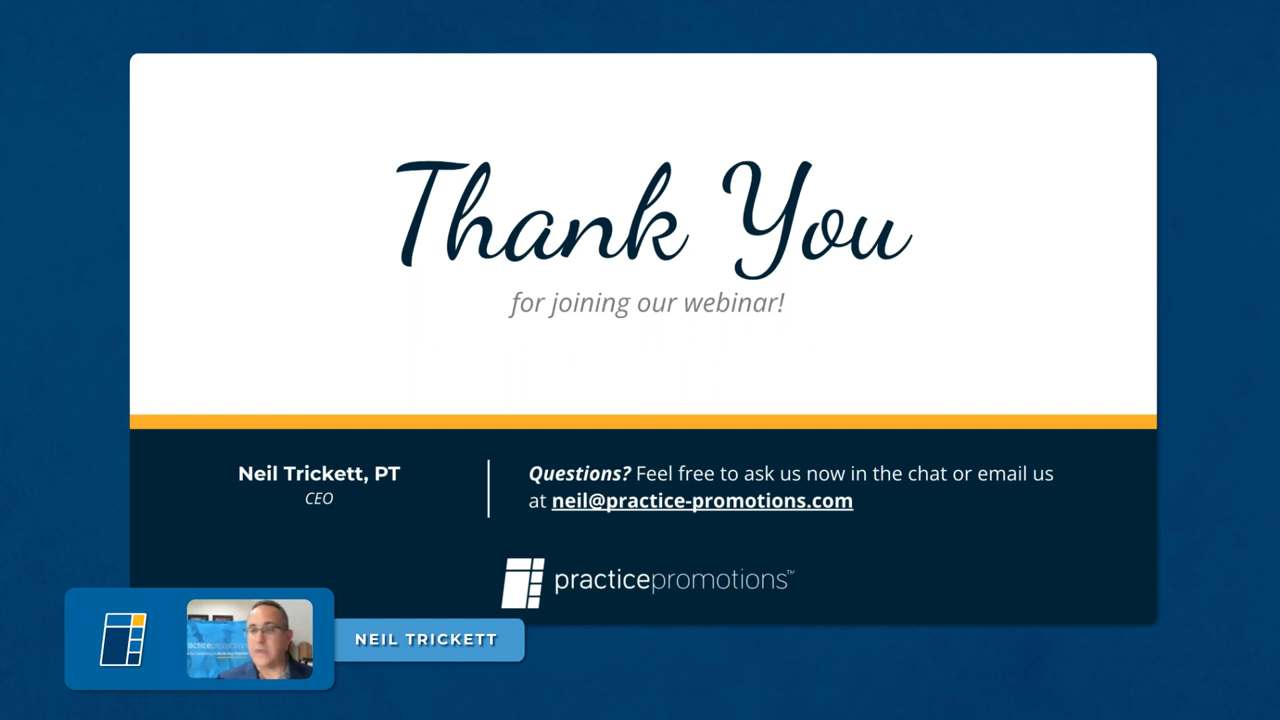 Thank You
for joining our webinar!
Neil Trickett, PT
CEO
Questions? Feel free to ask us now in the chat or email us
at neil@practice-promotions.com
practicepromotions™
NEIL TRICKETT